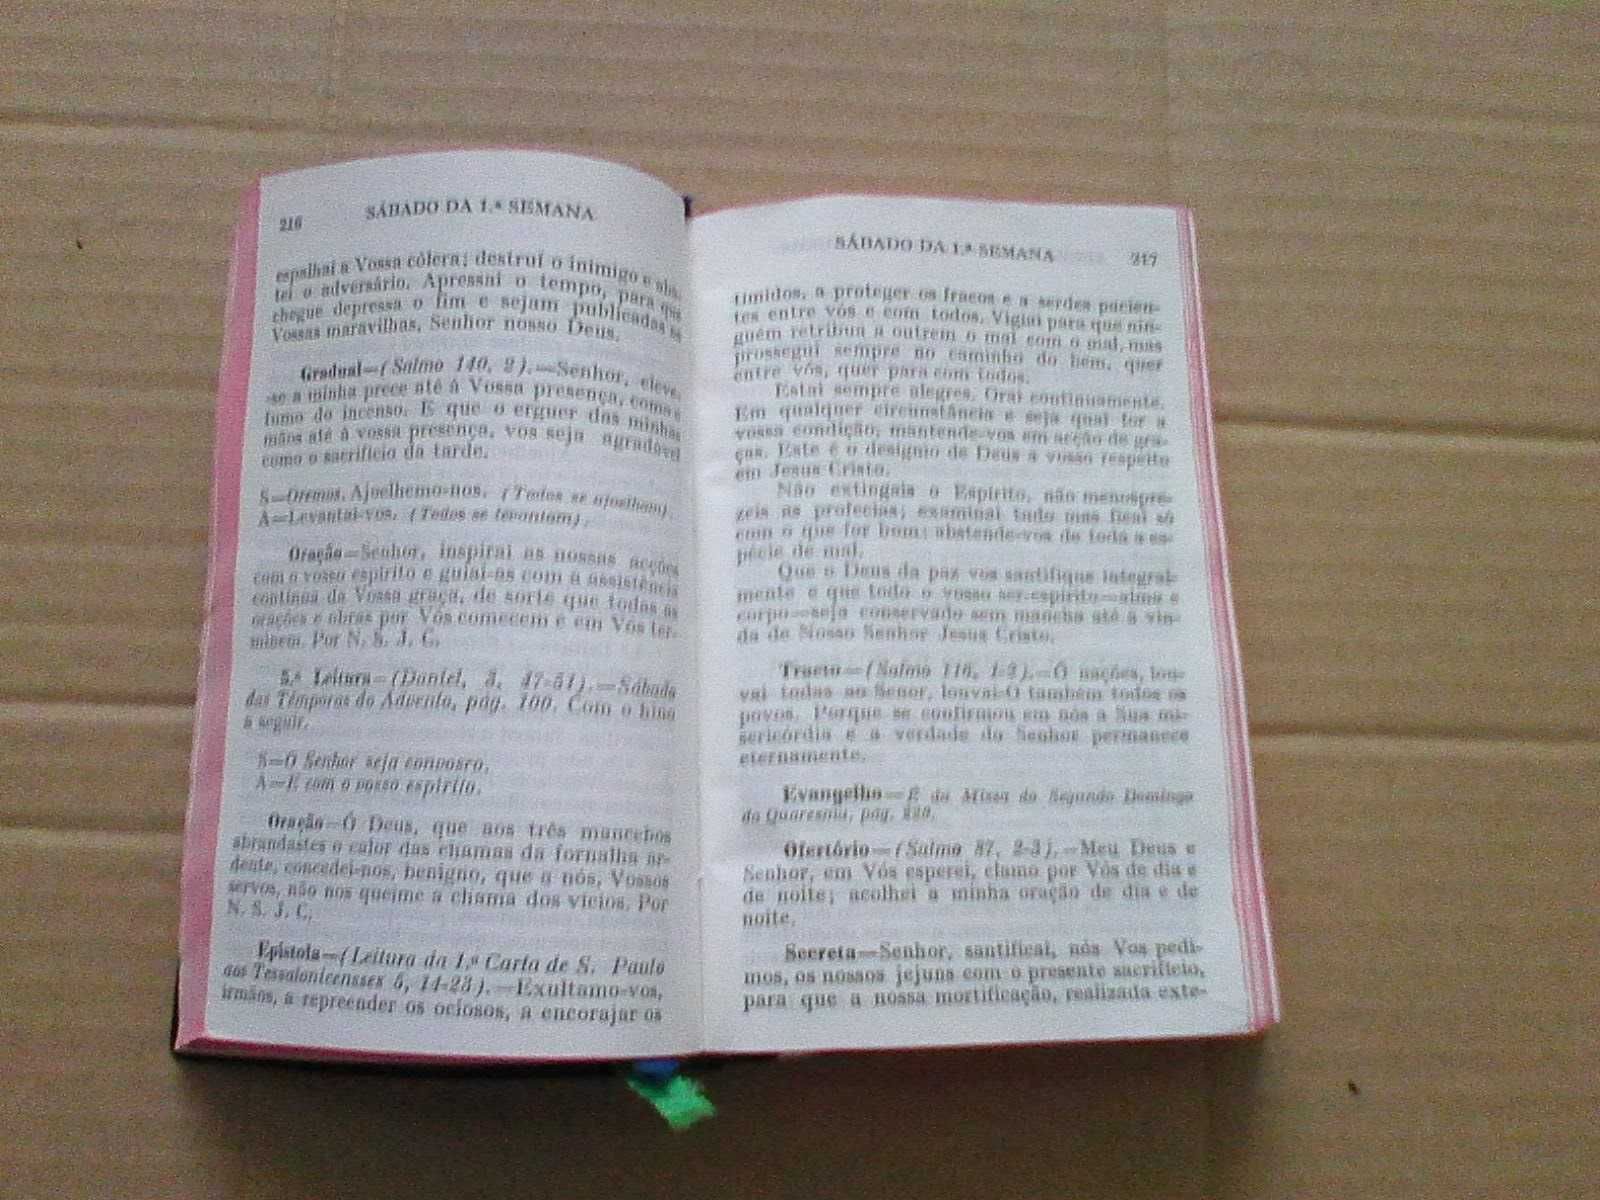 216 SÁBADO DA 1.ª SEMANA
espalhai a Vossa cólera; destruí o inimigo e aba-
tei o adversário. Apressai o tempo, para que
chegue depressa o fim e sejam publicadas as
Vossas maravilhas, Senhor nosso Deus.
Gradual—(Salmo 140, 2).—Senhor, eleve-
-se a minha prece até à Vossa presença, como o
fumo do incenso. E que o erguer das minhas
mãos até à vossa presença, vos seja agradável
como o sacrifício da tarde.
S—Oremos. Ajoelhemo-nos. (Todos se ajoelham).
A—Levantai-vos. (Todos se levantam).
Oração—Senhor, inspirai as nossas acções
com o vosso espírito e guiai-as com a assistência
contínua da Vossa graça, de sorte que todas as
orações e obras por Vós comecem e em Vós ter-
minem. Por N. S. J. C.
5.ª Leitura—(Daniel, 3, 47-51).—Sábado
das Têmporas do Advento, pág. 100. Com o hino
a seguir.
S—O Senhor seja convosco.
A—E com o vosso espírito.
Oração—Ó Deus, que aos três mancebos
abrandastes o calor das chamas da fornalha ar-
dente, concedei-nos, benigno, que a nós, Vossos
servos, não nos queime a chama dos vícios. Por
N. S. J. C.
Epístola—(Leitura da 1.ª Carta de S. Paulo
aos Tessalonicensses 5, 14-23).—Exultamo-vos,
irmãos, a repreender os ociosos, a encorajar os
SÁBADO DA 1.ª SEMANA 217
tímidos, a proteger os fracos e a serdes pacien-
tes entre vós e com todos. Vigiai para que nin-
guém retribua a outrem o mal com o mal, mas
prossegui sempre no caminho do bem, quer
entre vós, quer para com todos.
Estai sempre alegres. Orai continuamente.
Em qualquer circunstância e seja qual for a
vossa condição, mantende-vos em acção de gra-
ças. Este é o desígnio de Deus a vosso respeito
em Jesus Cristo.
Não extingais o Espírito, não menospre-
zeis as profecias; examinai tudo mas ficai só
com o que for bom; abstende-vos de toda a es-
pécie de mal.
Que o Deus da paz vos santifique integral-
mente e que todo o vosso ser-espírito—alma e
corpo—seja conservado sem mancha até à vin-
da de Nosso Senhor Jesus Cristo.
Tracto—(Salmo 116, 1-2).—Ó nações, lou-
vai todas ao Senor, louvai-O também todos os
povos. Porque se confirmou em nós a Sua mi-
sericórdia e a verdade do Senhor permanece
eternamente.
Evangelho—É da Missa do Segundo Domingo
da Quaresma, pág. 220.
Ofertório—(Salmo 87, 2-3).—Meu Deus e
Senhor, em Vós esperei, clamo por Vós de dia e
de noite; acolhei a minha oração de dia e de
noite.
Secreta—Senhor, santificai, nós Vos pedi-
mos, os nossos jejuns com o presente sacrifício,
para que a nossa mortificação, realizada exte-